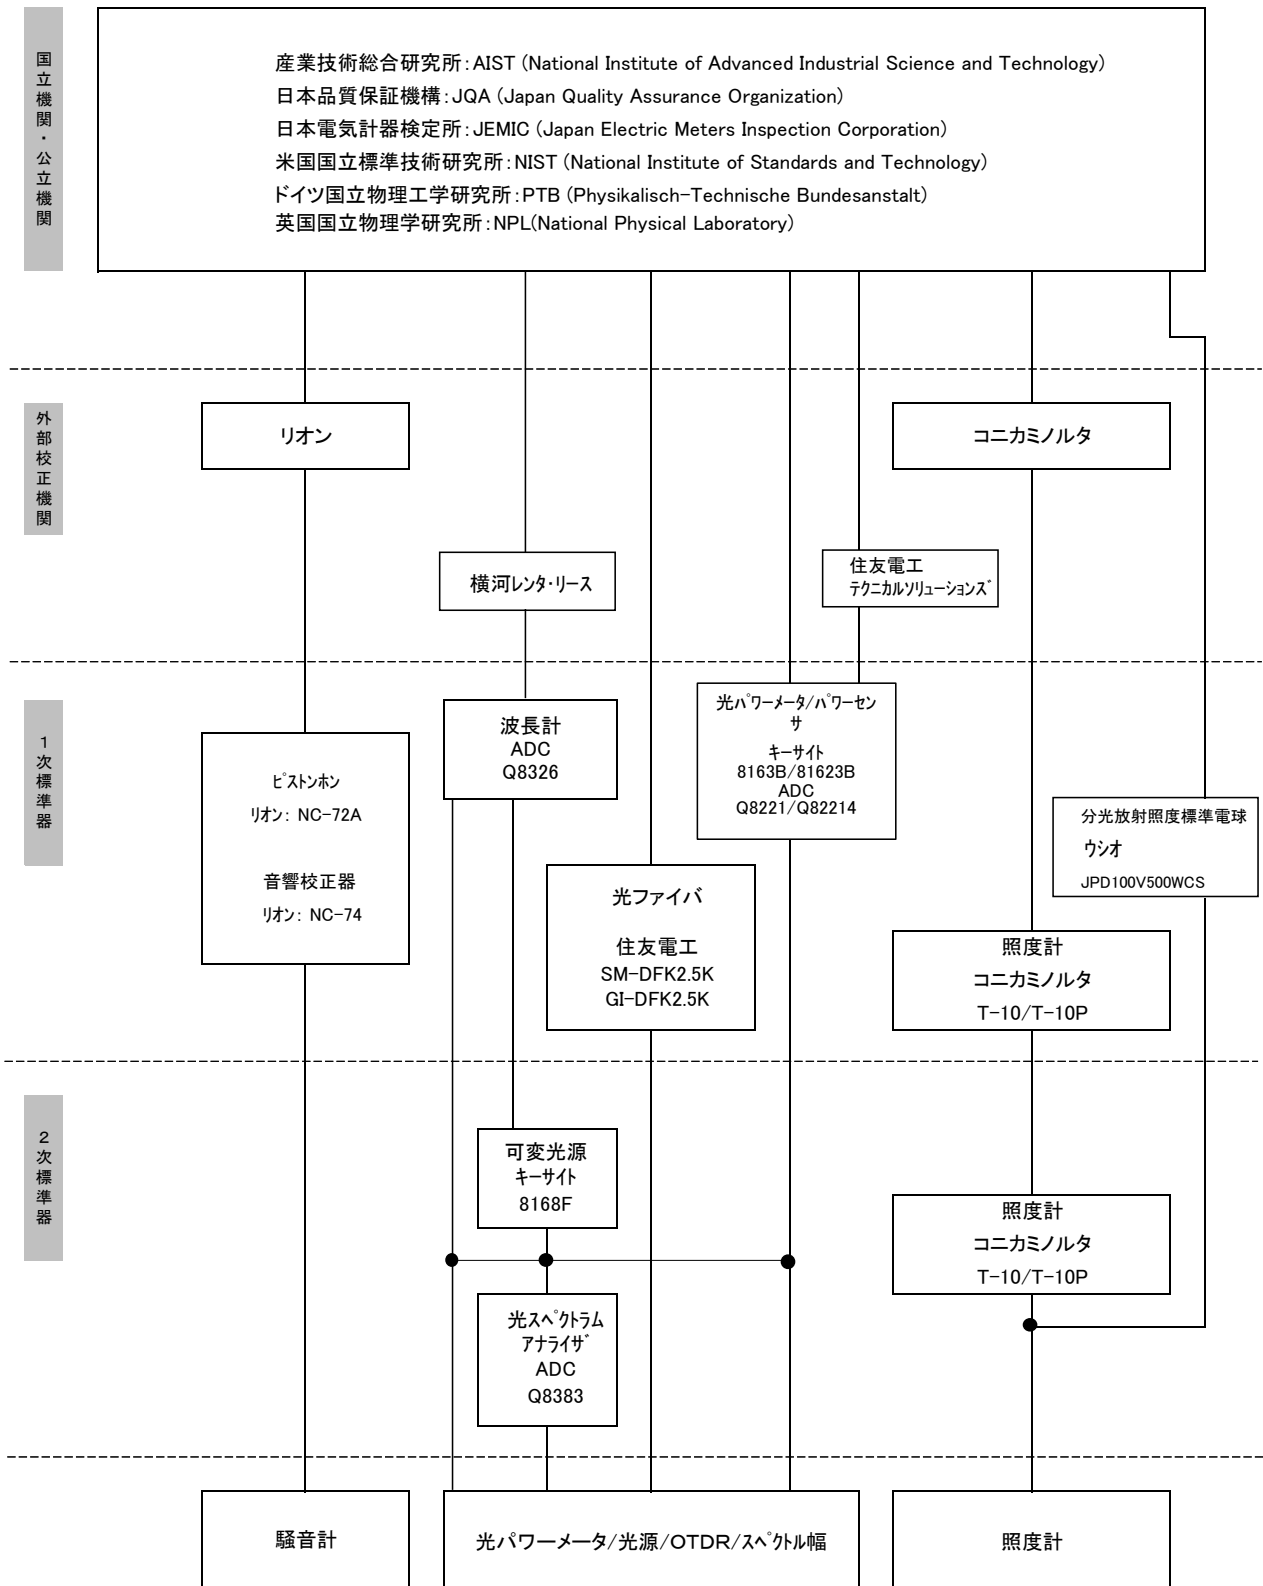 国立機関・公立機関
産業技術総合研究所：AIST (National Institute of Advanced Industrial Science and Technology)
日本品質保証機構：JQA (Japan Quality Assurance Organization)
日本電気計器検定所：JEMIC (Japan Electric Meters Inspection Corporation)
米国国立標準技術研究所：NIST (National Institute of Standards and Technology)
ドイツ国立物理工学研究所：PTB (Physikalisch-Technische Bundesanstalt)
英国国立物理学研究所：NPL(National Physical Laboratory)
外部校正機関
リオン
コニカミノルタ
横河ﾚﾝﾀ･ﾘｰｽ
住友電工
ﾃｸﾆｶﾙｿﾘｭｰｼｮﾝｽﾞ
１次標準器
ﾋﾟｽﾄﾝﾎﾝ
ﾘｵﾝ： NC-72A
音響校正器
ﾘｵﾝ： NC-74
波長計
ADC
Q8326
光ﾊﾟﾜｰﾒｰﾀ/ﾊﾟﾜｰｾﾝ
ｻ
ｷｰｻｲﾄ
8163B/81623B
ADC
Q8221/Q82214
光ファイバ
住友電工
SM-DFK2.5K
GI-DFK2.5K
分光放射照度標準電球
ｳｼｵ
JPD100V500WCS
照度計
コニカミノルタ
T-10/T-10P
２次標準器
可変光源
ｷｰｻｲﾄ
8168F
光ｽﾍﾟｸﾄﾗﾑ
ｱﾅﾗｲｻﾞ
ADC
Q8383
照度計
コニカミノルタ
T-10/T-10P
騒音計
光パワーメータ/光源/OTDR/ｽﾍﾟｸﾄﾙ幅
照度計